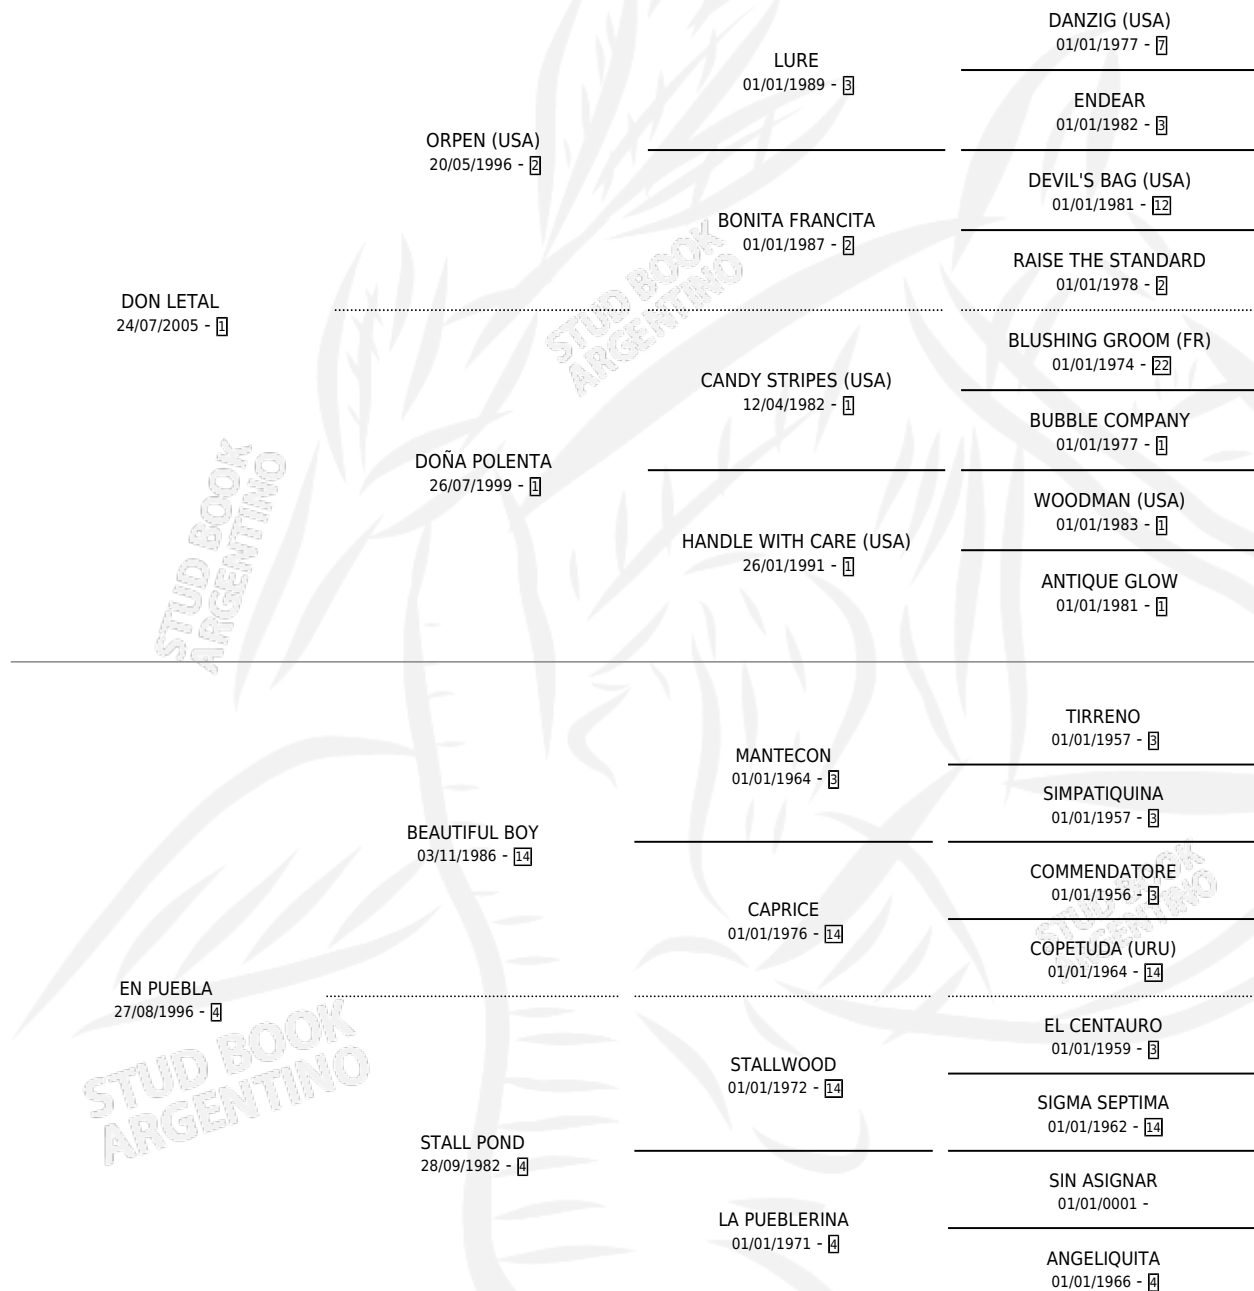 DANZIG (USA)
01/01/1977 - 7
LURE
01/01/1989 - 3
ENDEAR
01/01/1982 - 3
ORPEN (USA)
20/05/1996 - 2
DEVIL'S BAG (USA)
01/01/1981 - 12
BONITA FRANCITA
01/01/1987 - 2
RAISE THE STANDARD
01/01/1978 - 2
DON LETAL
24/07/2005 - 1
BLUSHING GROOM (FR)
01/01/1974 - 22
CANDY STRIPES (USA)
12/04/1982 - 1
BUBBLE COMPANY
01/01/1977 - 1
DOÑA POLENTA
26/07/1999 - 1
WOODMAN (USA)
01/01/1983 - 1
HANDLE WITH CARE (USA)
26/01/1991 - 1
ANTIQUE GLOW
01/01/1981 - 1
STUD BOOK
ARGENTINO
STUD BOOK
ARGENTINO
TIRRENO
01/01/1957 - 3
MANTECON
01/01/1964 - 3
SIMPATIQUINA
01/01/1957 - 3
BEAUTIFUL BOY
03/11/1986 - 14
COMMENDATORE
01/01/1956 - 3
CAPRICE
01/01/1976 - 14
COPETUDA (URU)
01/01/1964 - 14
STUD BOOK
ARGENTINO
EN PUEBLA
27/08/1996 - 4
EL CENTAURO
01/01/1959 - 3
STALLWOOD
01/01/1972 - 14
SIGMA SEPTIMA
01/01/1962 - 14
STUD BOOK
ARGENTINO
STALL POND
28/09/1982 - 4
SIN ASIGNAR
01/01/0001 -
LA PUEBLERINA
01/01/1971 - 4
ANGELIQUITA
01/01/1966 - 4